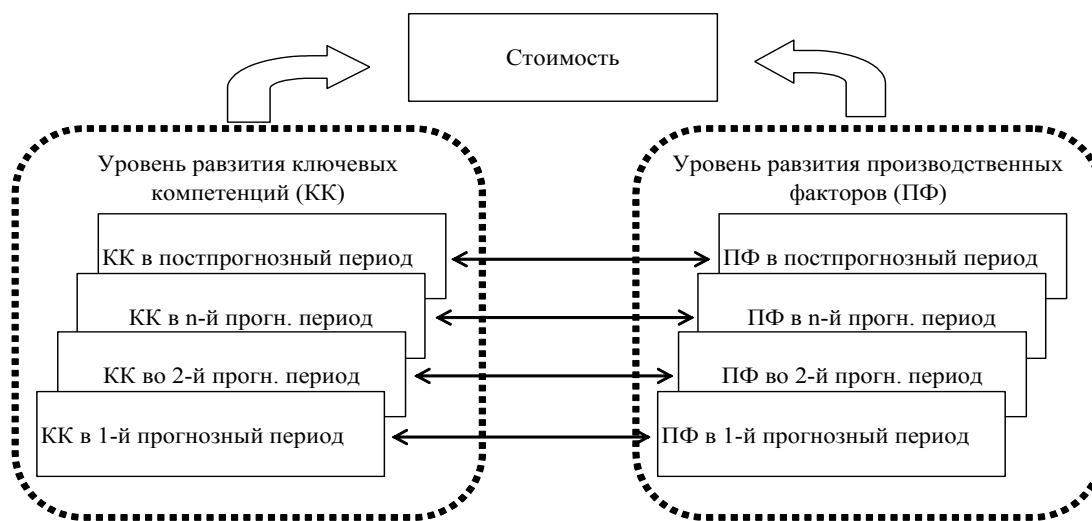 Стоимость
Уровень равзития ключевых
компетенций (КК)
КК в постпрогнозный период
КК в n-й прогн. период
КК во 2-й прогн. период
КК в 1-й прогнозный период
Уровень равзития производственных
факторов (ПФ)
ПФ в постпрогнозный период
ПФ в n-й прогн. период
ПФ во 2-й прогн. период
ПФ в 1-й прогнозный период